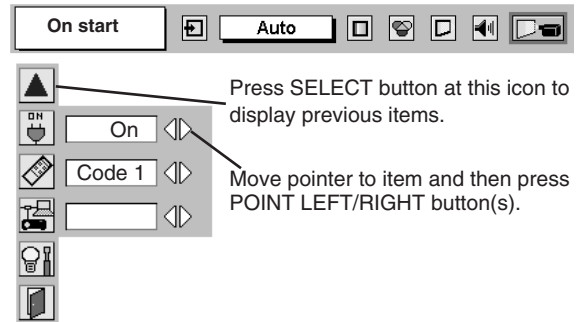 On start
Auto
Press SELECT button at this icon to
display previous items.
ON
On
Code 1
Move pointer to item and then press
POINT LEFT/RIGHT button(s).